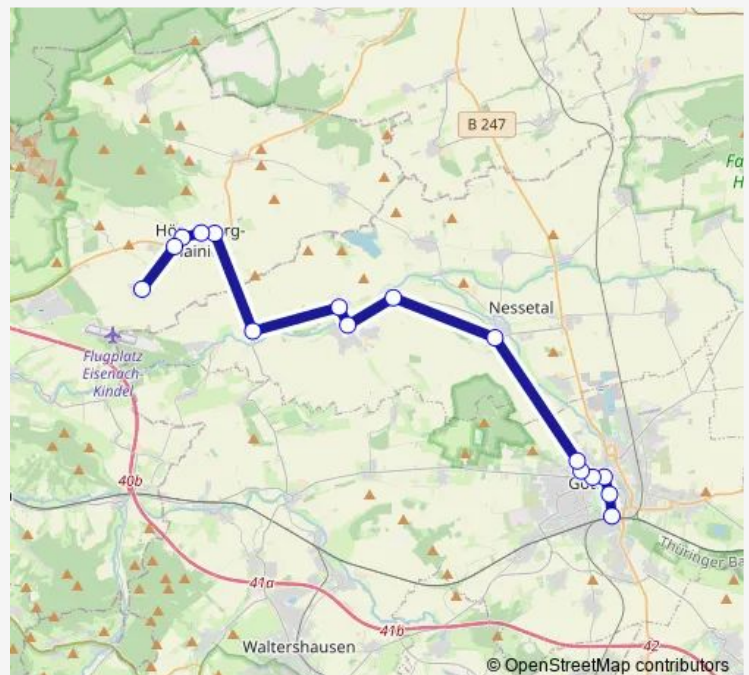 B 247
Fa
H
Hö
rg-
aini
Nessetal
Flugplatz
Eisenach-
Kindel
40b
Thüringer Ba
41a
41b
42
Waltershausen
© OpenStreetMap contributors